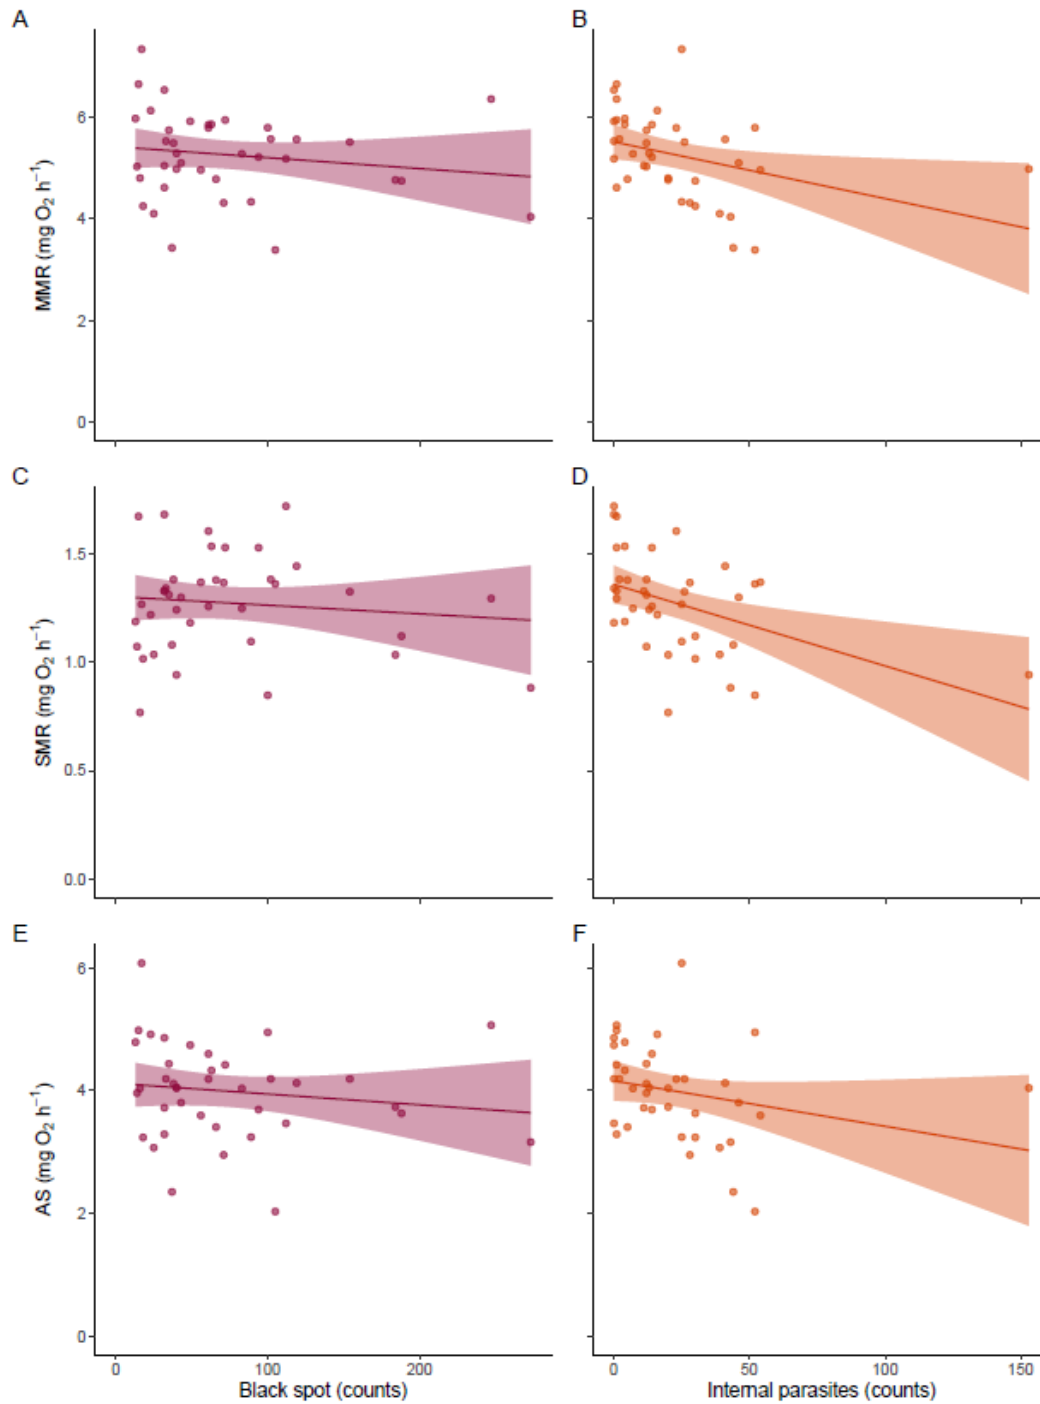 A
B
MMR (mg O₂ h⁻¹)
6
4
2
0
C
D
SMR (mg O₂ h⁻¹)
1.5
1.0
0.5
0.0
E
F
AS (mg O₂ h⁻¹)
6
4
2
0
0 100 200
0 50 100 150
Black spot (counts)
Internal parasites (counts)